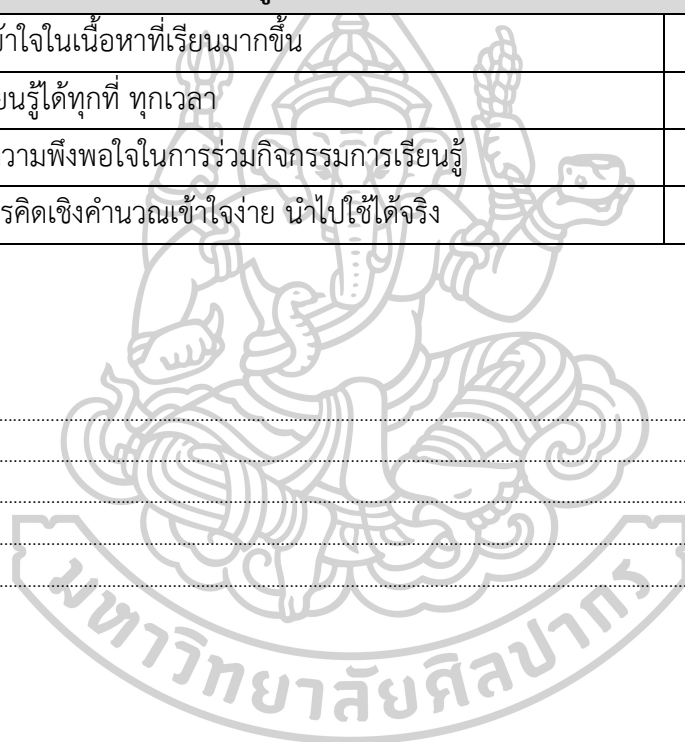 ข้าใจในเนื้อหาที่เรียนมากขึ้น
ยนรู้ได้ทุกที่ ทุกเวลา
วามพึงพอใจในการร่วมกิจกรรมการเรียนรู้
รคิดเชิงคำนวณเข้าใจง่าย นำไปใช้ได้จริง
มหาวิทยาลัยศิลปากร